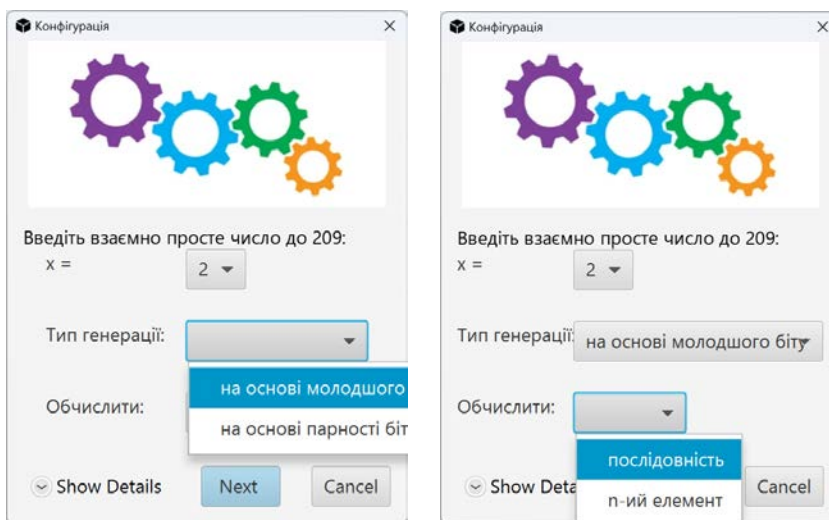 Конфігурація
Введіть взаємно просте число до 209:
x =
2
Тип генерації:
на основі молодшого
на основі парності біт
Обчислити:
Show Details
Next
Cancel
Конфігурація
Введіть взаємно просте число до 209:
x =
2
Тип генерації:
на основі молодшого біту
Обчислити:
послідовність
n-ий елемент
Show Deta
Cancel